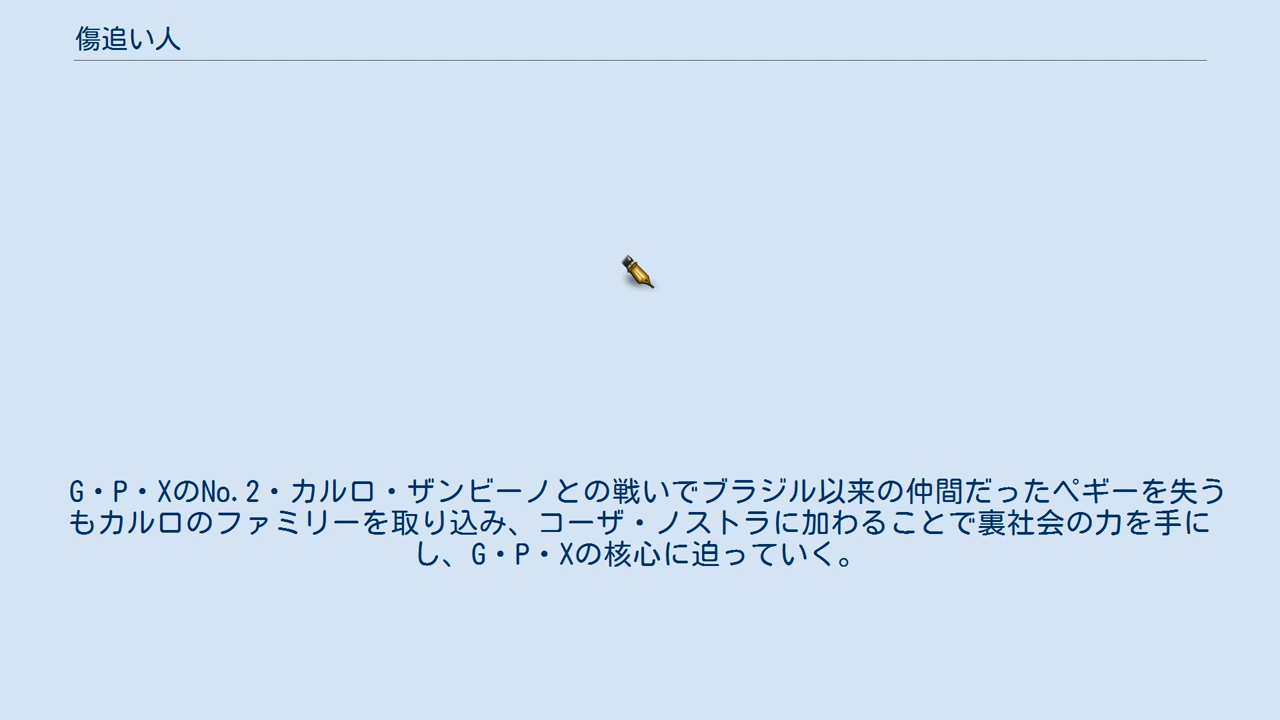 傷追い人
G・P・XのNo.2・カルロ・ザンビーノとの戦いでブラジル以来の仲間だったペギーを失う
もカルロのファミリーを取り込み、コーザ・ノストラに加わることで裏社会の力を手に
し、G・P・Xの核心に迫っていく。